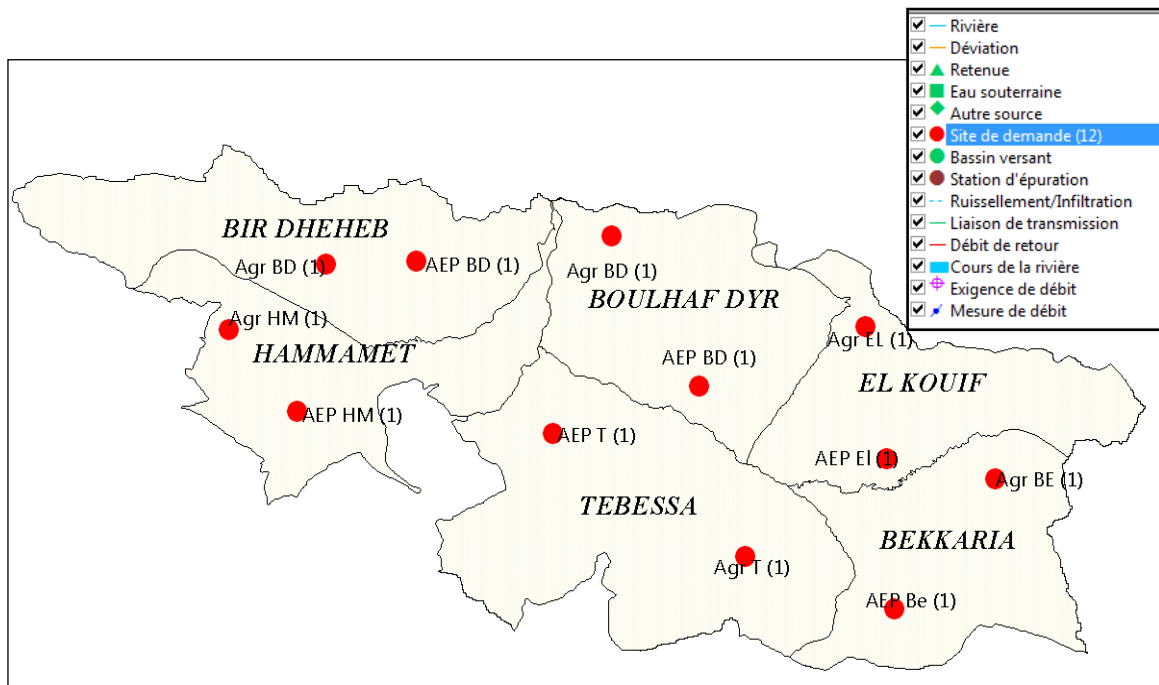 Rivière
Déviation
Retenue
Eau souterraine
Autre source
Site de demande (12)
Bassin versant
Station d'épuration
Ruissellement/Infiltration
Liaison de transmission
Débit de retour
Cours de la rivière
Exigence de débit
Mesure de débit
BIR DHEHEB
Agr BD (1)
AEP BD (1)
Agr BD (1)
BOULHAF DYR
Agr HM (1)
HAMMAMET
Agr EL (1)
AEP BD (1)
EL KOUIF
AEP HM (1)
AEP T (1)
AEP El (1)
Agr BE (1)
TEBESSA
BEKKARIA
Agr T (1)
AEP Be (1)